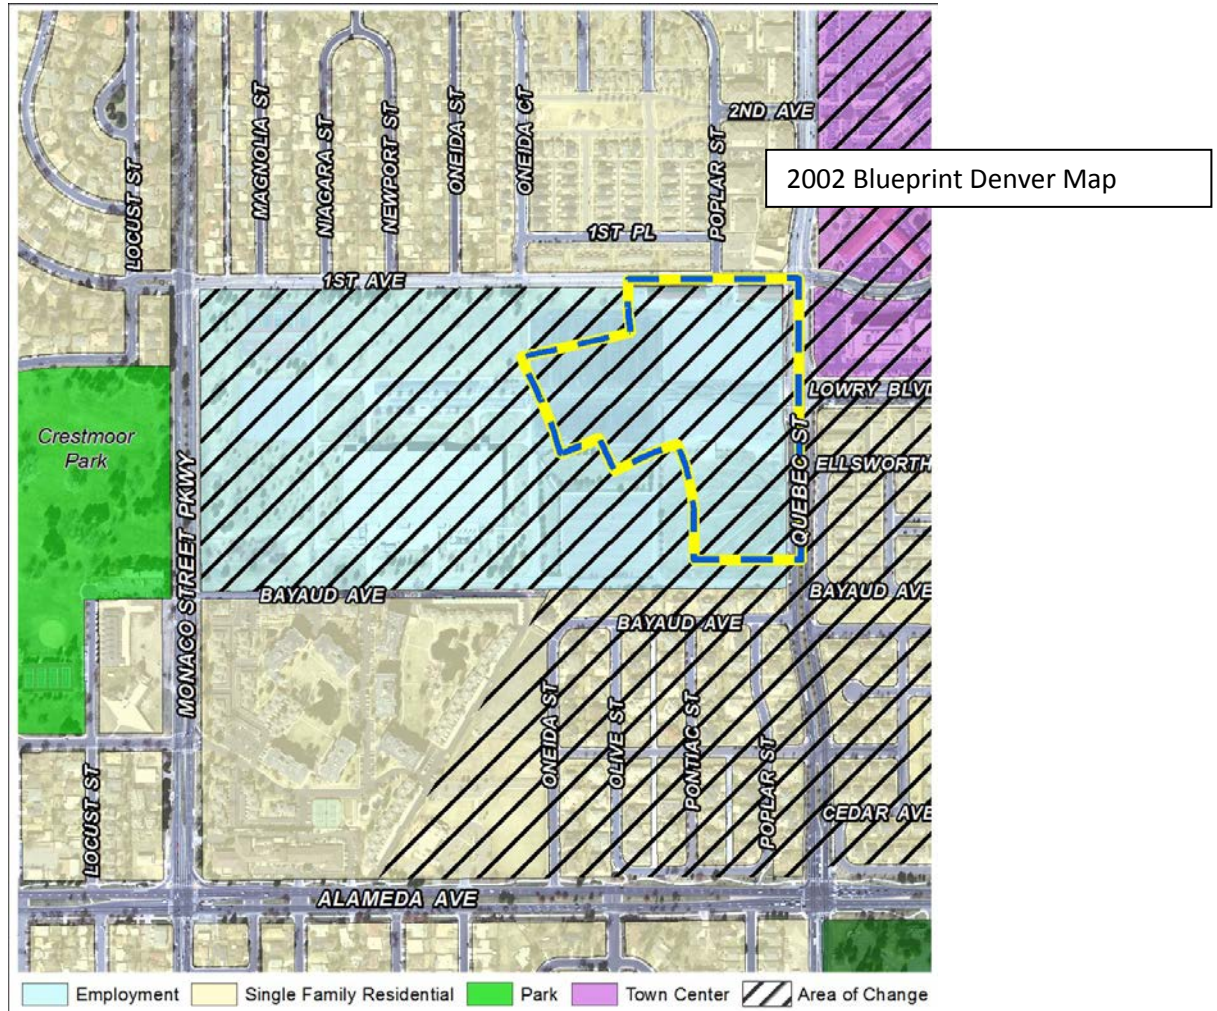 2ND AVE
MAGNOLIA ST
NIAGARA ST
NEWPORT ST
ONEIDA ST
ONEIDA CT
POPLAR ST
LOCUST ST
2002 Blueprint Denver Map
1ST PL
1ST AVE
LOWRY BLVD
Crestmoor
Park
ELLSWORTH
QUEBEC ST
MONACO STREET PKWY
BAYAUD AVE
BAYAUD AVE
BAYAUD AVE
ONEIDA ST
OLIVE ST
PONTIAC ST
POPLAR ST
LOCUST ST
CEDAR AVE
ALAMEDA AVE
Employment
Single Family Residential
Park
Town Center
Area of Change